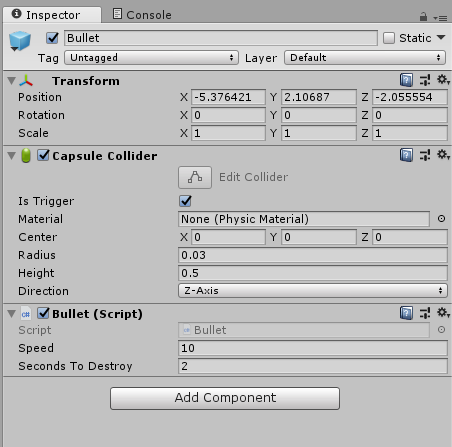 Inspector Console
Bullet Static
Tag Untagged Layer Default
Transform
Position X -5.376421 Y 2.10687 Z -2.055554
Rotation X 0 Y 0 Z 0
Scale X 1 Y 1 Z 1
Capsule Collider
Edit Collider
Is Trigger
Material None (Physic Material)
Center X 0 Y 0 Z 0
Radius 0.03
Height 0.5
Direction Z-Axis
Bullet (Script)
Script Bullet
Speed 10
Seconds To Destroy 2
Add Component